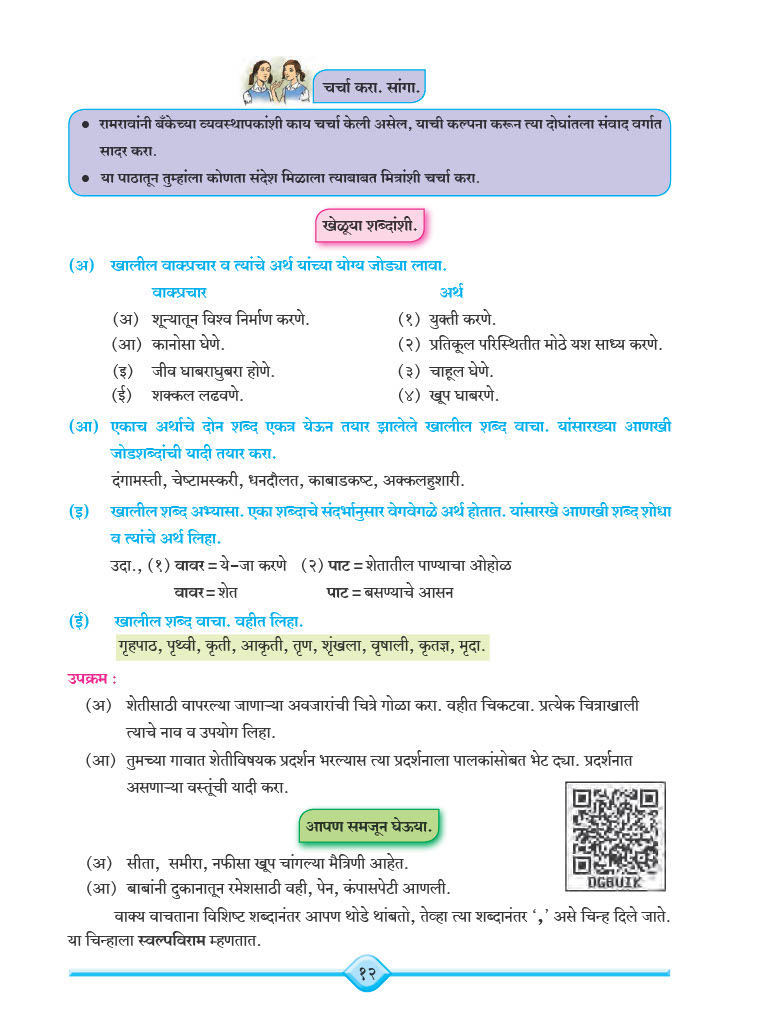 चर्चा करा. सांगा.
● रामरावांनी बँकेच्या व्यवस्थापकांशी काय चर्चा केली असेल, याची कल्पना करून त्या दोघांतला संवाद वर्गात
सादर करा.
● या पाठातून तुम्हांला कोणता संदेश मिळाला त्याबाबत मित्रांशी चर्चा करा.
खेळूया शब्दांशी.
(अ) खालील वाक्प्रचार व त्यांचे अर्थ यांच्या योग्य जोड्या लावा.
वाक्प्रचार अर्थ
(अ) शून्यातून विश्व निर्माण करणे. (१) युक्ती करणे.
(आ) कानोसा घेणे. (२) प्रतिकूल परिस्थितीत मोठे यश साध्य करणे.
(इ) जीव घाबराघुबरा होणे. (३) चाहूल घेणे.
(ई) शक्कल लढवणे. (४) खूप घाबरणे.
(आ) एकाच अर्थाचे दोन शब्द एकत्र येऊन तयार झालेले खालील शब्द वाचा. यांसारख्या आणखी
जोडशब्दांची यादी तयार करा.
दंगामस्ती, चेष्टामस्करी, धनदौलत, काबाडकष्ट, अक्कलहुशारी.
(इ) खालील शब्द अभ्यासा. एका शब्दाचे संदर्भानुसार वेगवेगळे अर्थ होतात. यांसारखे आणखी शब्द शोधा
व त्यांचे अर्थ लिहा.
उदा., (१) वावर = ये-जा करणे (२) पाट = शेतातील पाण्याचा ओहोळ
वावर = शेत पाट = बसण्याचे आसन
(ई) खालील शब्द वाचा. वहीत लिहा.
गृहपाठ, पृथ्वी, कृती, आकृती, तृण, शृंखला, वृषाली, कृतज्ञ, मृदा.
उपक्रम :
(अ) शेतीसाठी वापरल्या जाणाऱ्या अवजारांची चित्रे गोळा करा. वहीत चिकटवा. प्रत्येक चित्राखाली
त्याचे नाव व उपयोग लिहा.
(आ) तुमच्या गावात शेतीविषयक प्रदर्शन भरल्यास त्या प्रदर्शनाला पालकांसोबत भेट द्या. प्रदर्शनात
असणाऱ्या वस्तूंची यादी करा.
आपण समजून घेऊया.
(अ) सीता, समीरा, नफीसा खूप चांगल्या मैत्रिणी आहेत.
(आ) बाबांनी दुकानातून रमेशसाठी वही, पेन, कंपासपेटी आणली.
DGBUIK
वाक्य वाचताना विशिष्ट शब्दानंतर आपण थोडे थांबतो, तेव्हा त्या शब्दानंतर ‘,’ असे चिन्ह दिले जाते.
या चिन्हाला स्वल्पविराम म्हणतात.
१२